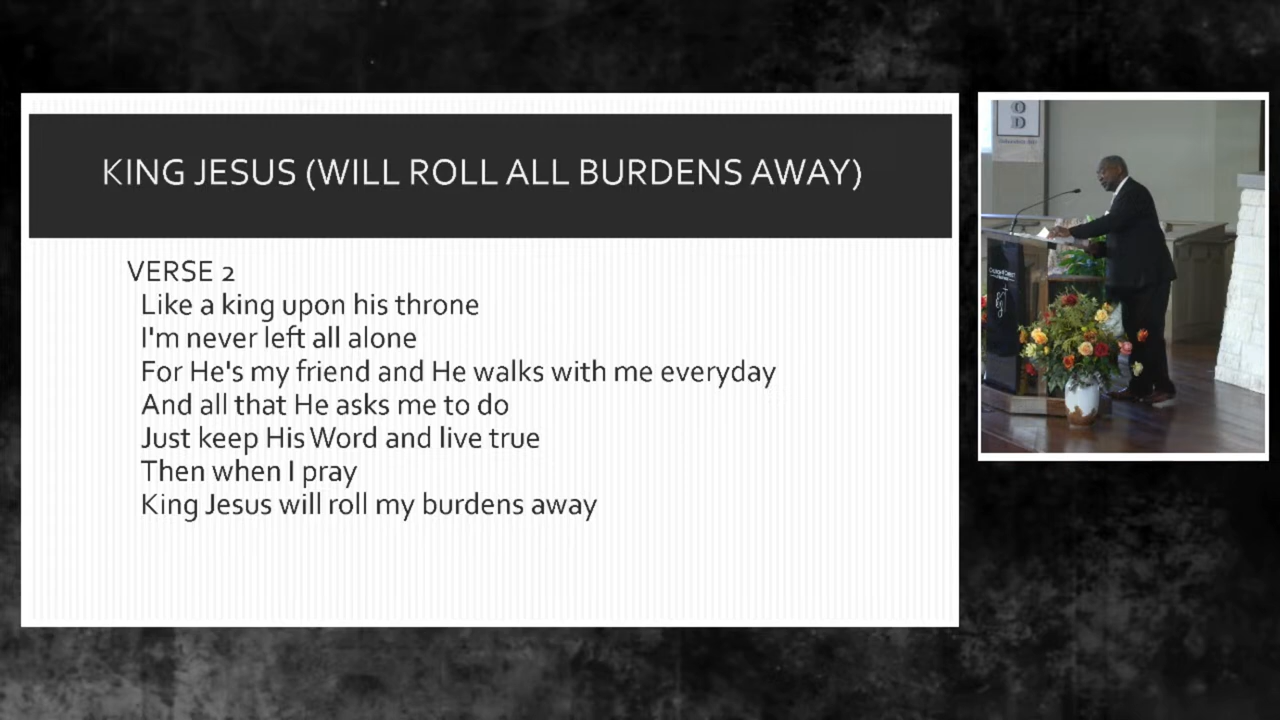 KING JESUS (WILL ROLL ALL BURDENS AWAY)
VERSE 2
Like a king upon his throne
I'm never left all alone
For He's my friend and He walks with me everyday
And all that He asks me to do
Just keep His Word and live true
Then when I pray
King Jesus will roll my burdens away
O
D